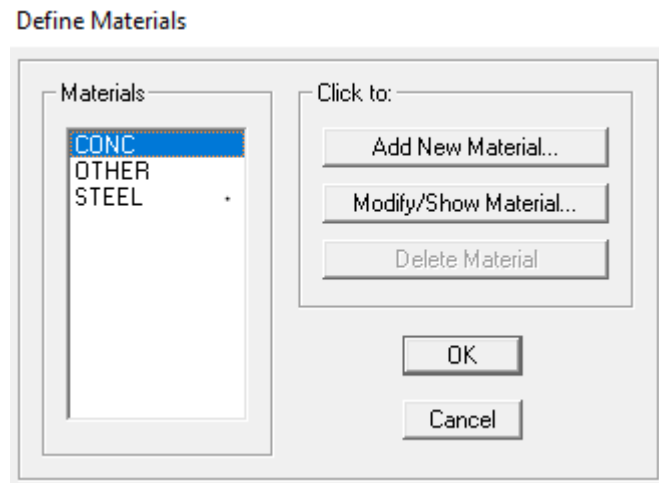 Define Materials
Materials
CONC
OTHER
STEEL
Click to:
Add New Material...
Modify/Show Material...
Delete Material
OK
Cancel